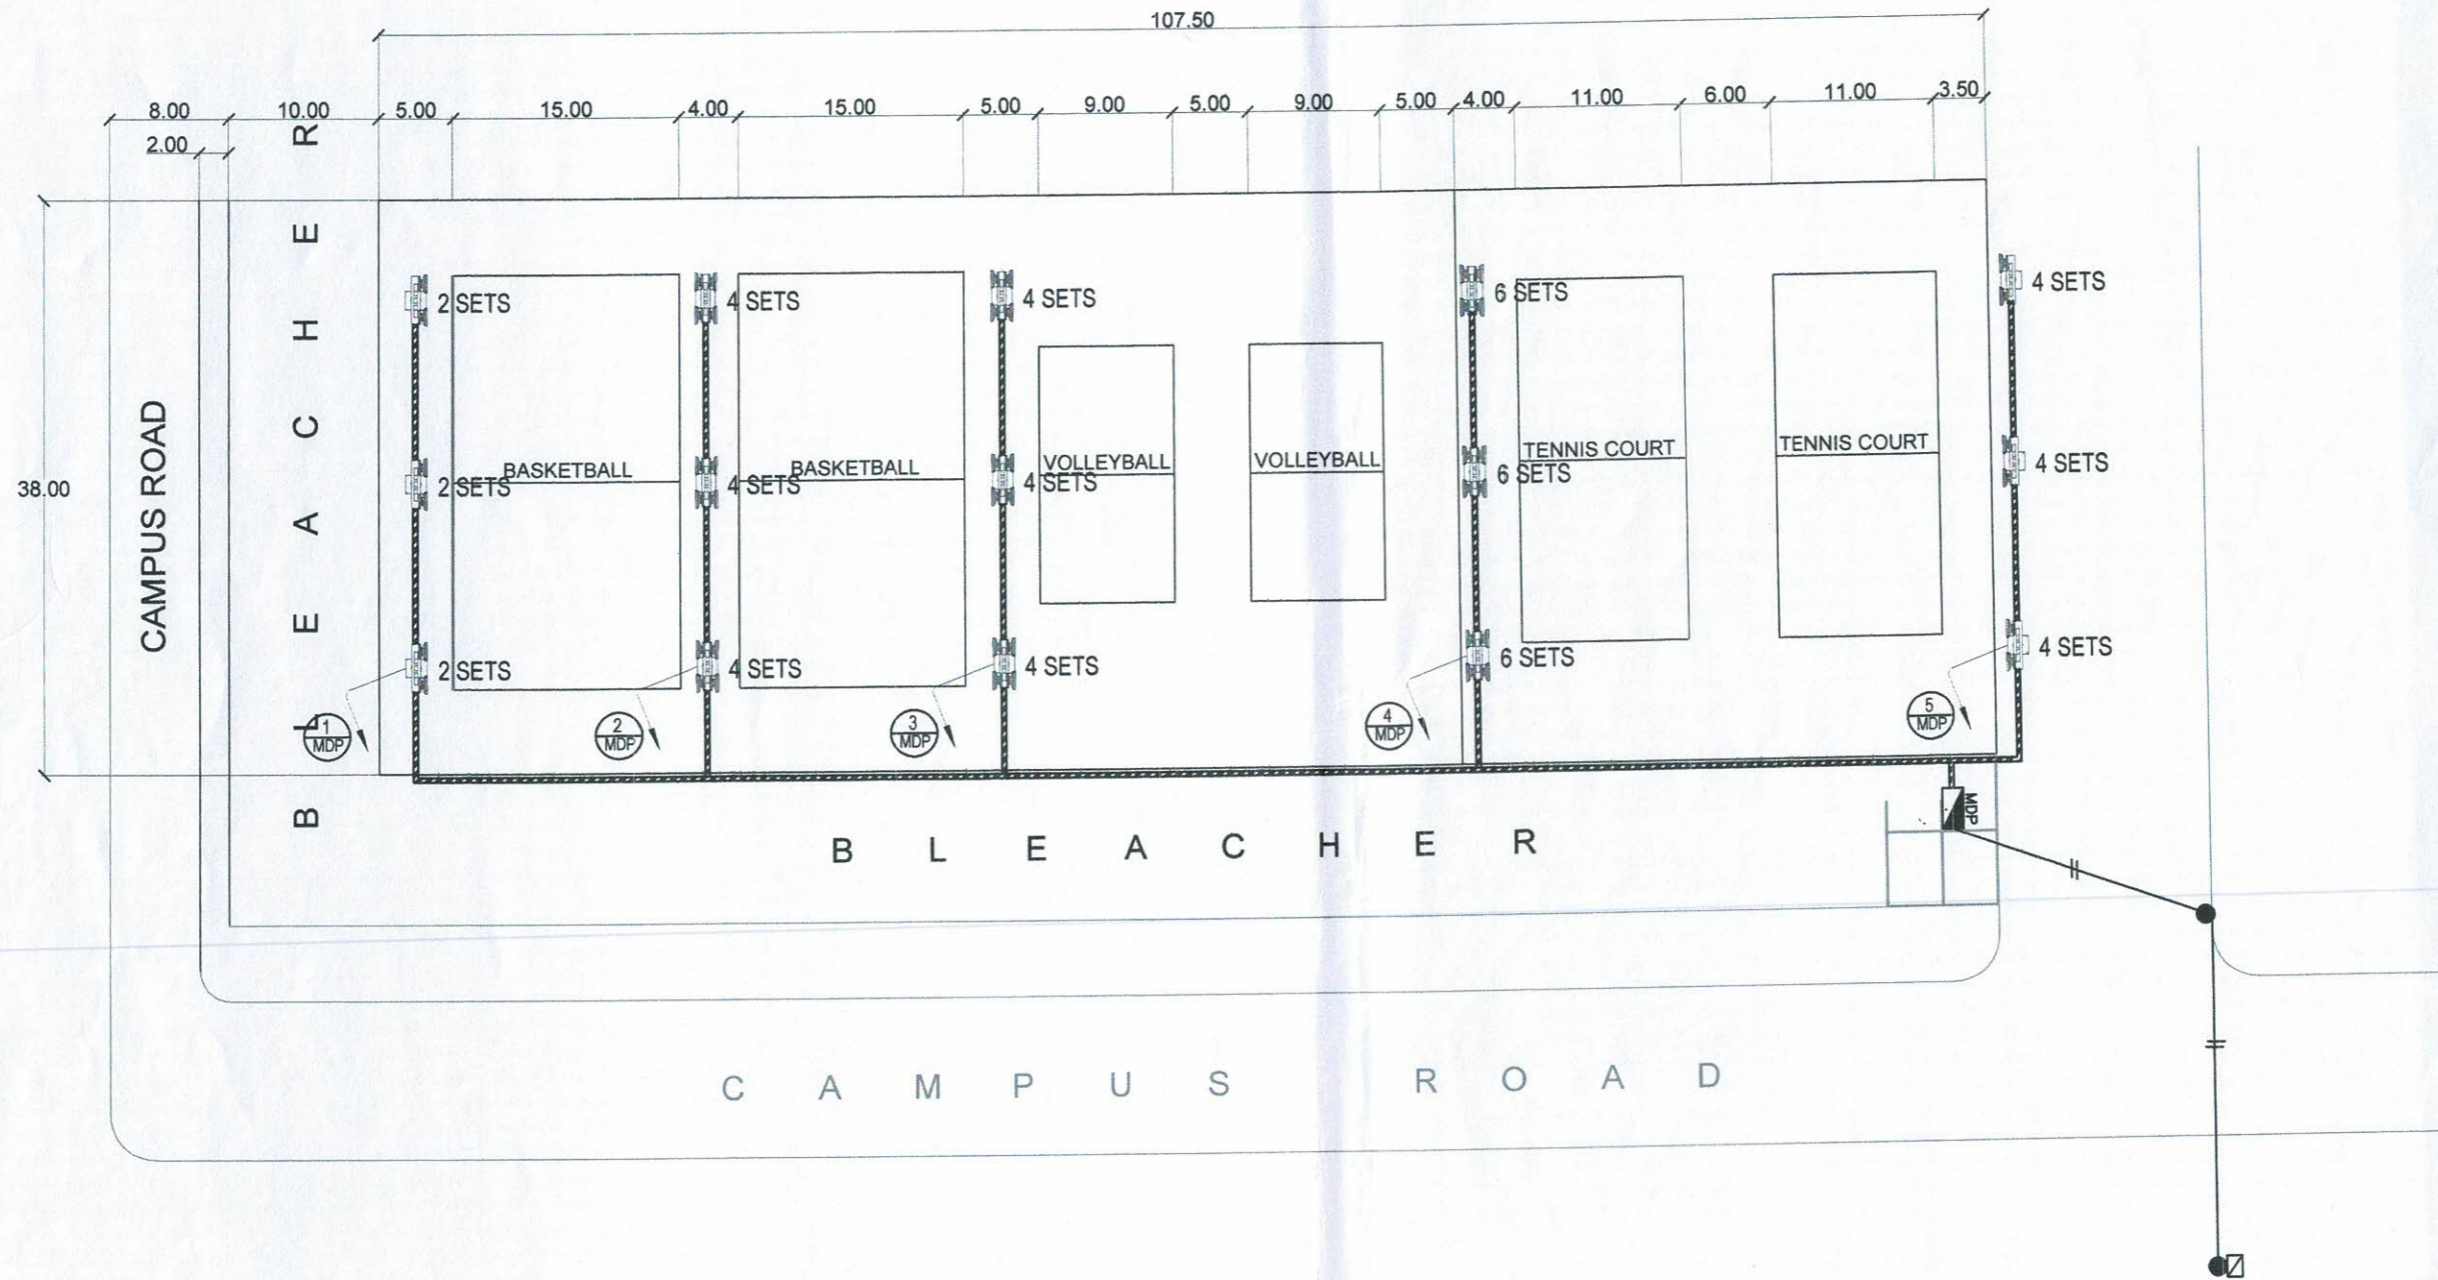 107.50
8.00 10.00 5.00 15.00 4.00 15.00 5.00 9.00 5.00 9.00 5.00 4.00 11.00 6.00 11.00 3.50
2.00
38.00
CAMPUS ROAD
BLEACHER
2 SETS 4 SETS 4 SETS 6 SETS 4 SETS
BASKETBALL BASKETBALL VOLLEYBALL VOLLEYBALL TENNIS COURT TENNIS COURT
2 SETS 4 SETS 4 SETS 6 SETS 4 SETS
2 SETS 4 SETS 4 SETS 6 SETS 4 SETS
1 2 3 4 5
MDP MDP MDP MDP MDP
MDP
BLEACHER
CAMPUS ROAD